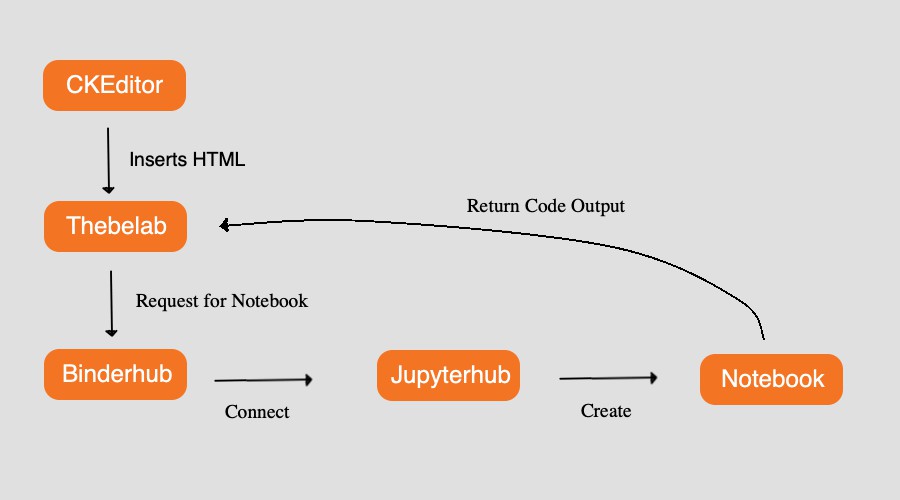 CKEditor
Inserts HTML
Thebelab
Return Code Output
Request for Notebook
Binderhub
Connect
Jupyterhub
Create
Notebook